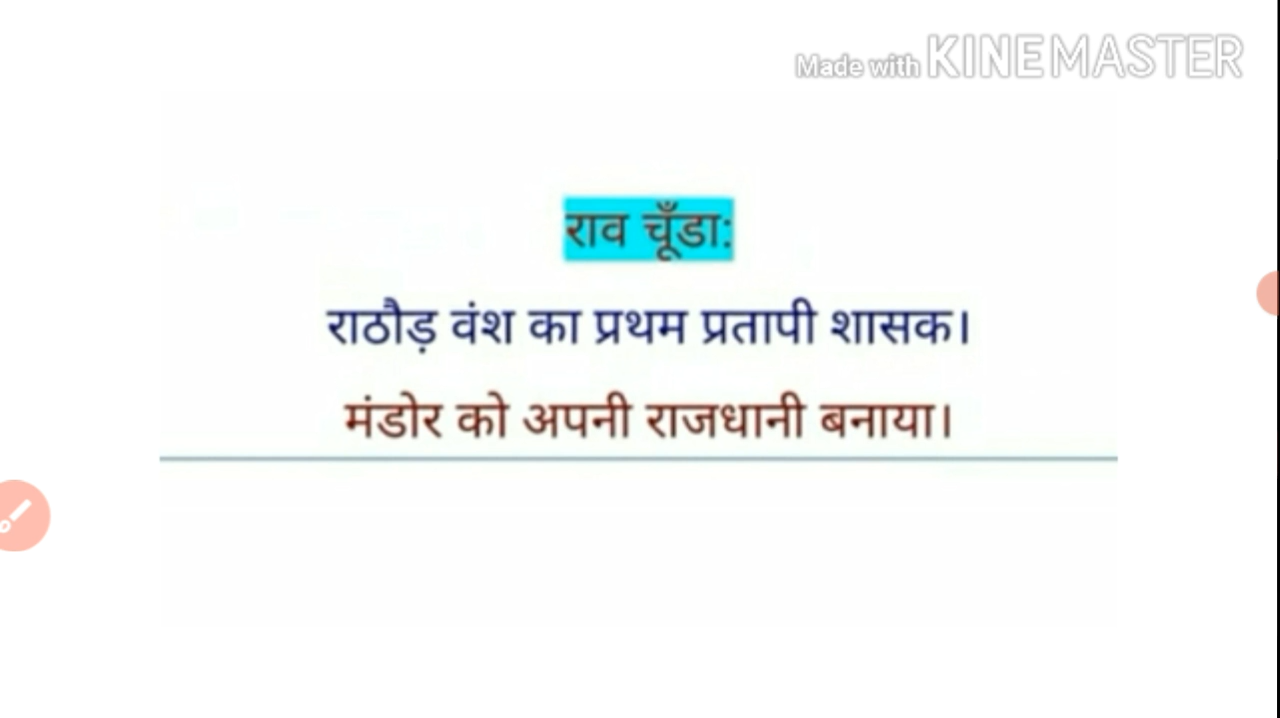 Made with KINEMASTER
राव चूँडा:
राठौड़ वंश का प्रथम प्रतापी शासक।
मंडोर को अपनी राजधानी बनाया।